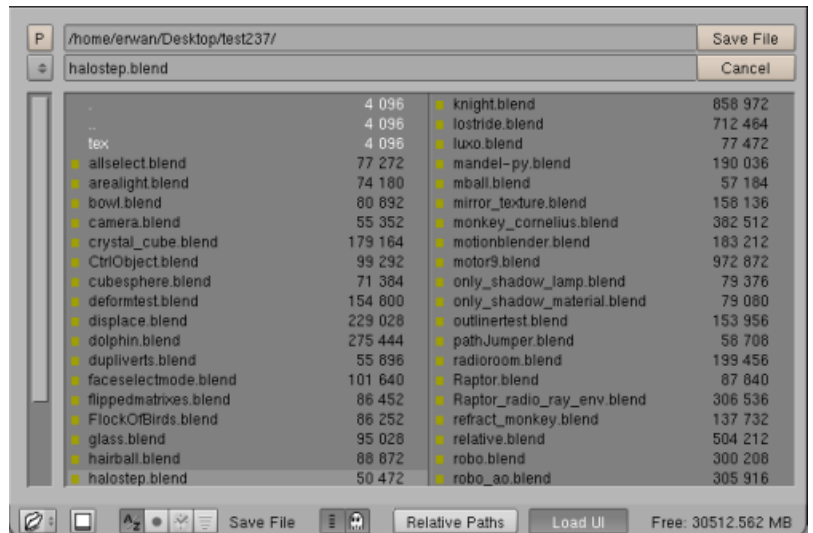 P /home/erwan/Desktop/test237/ Save File
halostep.blend Cancel
. 4 096
.. 4 096
tex 4 096
allselect.blend 77 272
arealight.blend 74 180
bowl.blend 80 892
camera.blend 55 352
crystal_cube.blend 179 164
CtrlObject.blend 99 292
cubesphere.blend 71 384
deformtest.blend 154 800
displace.blend 229 028
dolphin.blend 275 444
dupliverts.blend 55 896
faceselectmode.blend 101 640
flippedmatrixes.blend 86 452
FlockOfBirds.blend 86 252
glass.blend 95 028
hairball.blend 88 872
halostep.blend 50 472
knight.blend 858 972
lostride.blend 712 464
luxo.blend 77 472
mandel-py.blend 190 036
mball.blend 57 184
mirror_texture.blend 158 136
monkey_cornelius.blend 382 512
motionblender.blend 183 212
motor9.blend 972 872
only_shadow_lamp.blend 79 376
only_shadow_material.blend 79 080
outlinertest.blend 153 956
pathJumper.blend 58 708
radioroom.blend 199 456
Raptor.blend 87 840
Raptor_radio_ray_env.blend 306 536
refract_monkey.blend 137 732
relative.blend 504 212
robo.blend 300 208
robo_ao.blend 305 916
AZ Save File Relative Paths Load UI Free: 30512.562 MB